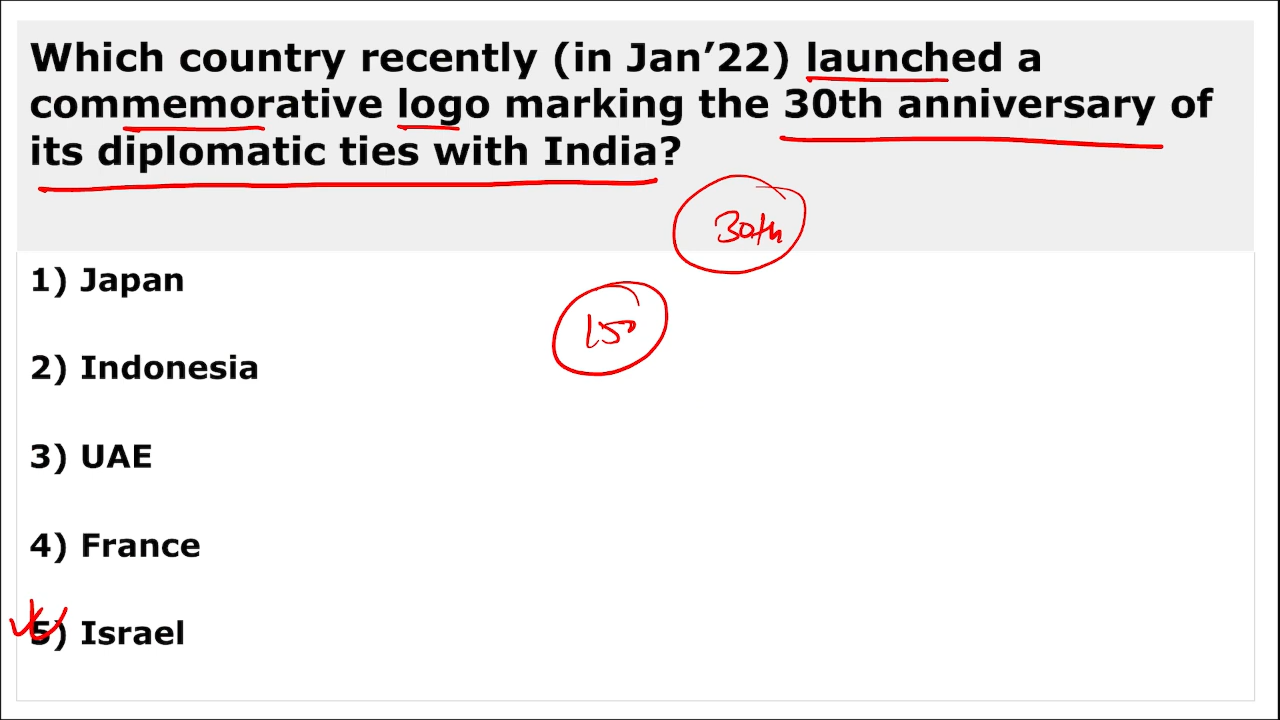 Which country recently (in Jan’22) launched a
commemorative logo marking the 30th anniversary of
its diplomatic ties with India?
30th
1) Japan
2) Indonesia
3) UAE
4) France
5) Israel